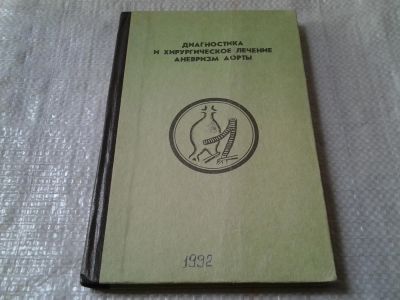 ДИАГНОСТИКА
И ХИРУРГИЧЕСКОЕ ЛЕЧЕНИЕ
АНЕВРИЗМ АОРТЫ
1992